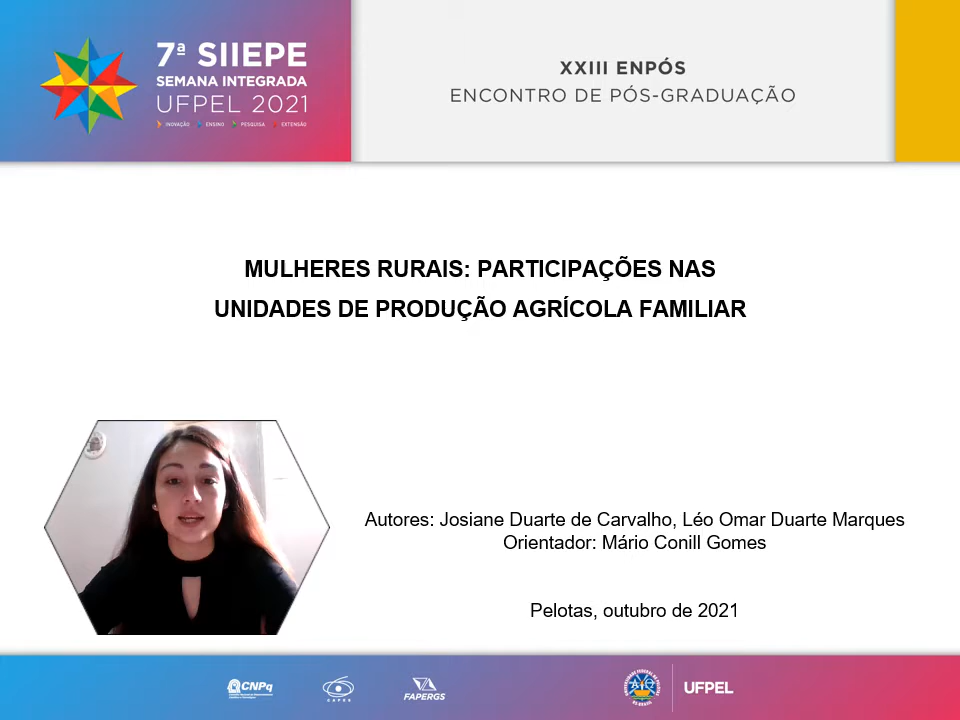 7ª SIIEPE
SEMANA INTEGRADA
UFPEL 2021
INOVAÇÃO ENSINO PESQUISA EXTENSÃO
XXIII ENPÓS
ENCONTRO DE PÓS-GRADUAÇÃO
MULHERES RURAIS: PARTICIPAÇÕES NAS
UNIDADES DE PRODUÇÃO AGRÍCOLA FAMILIAR
Autores: Josiane Duarte de Carvalho, Léo Omar Duarte Marques
Orientador: Mário Conill Gomes
Pelotas, outubro de 2021
CNPq
CAPES
FAPERGS
UFPEL